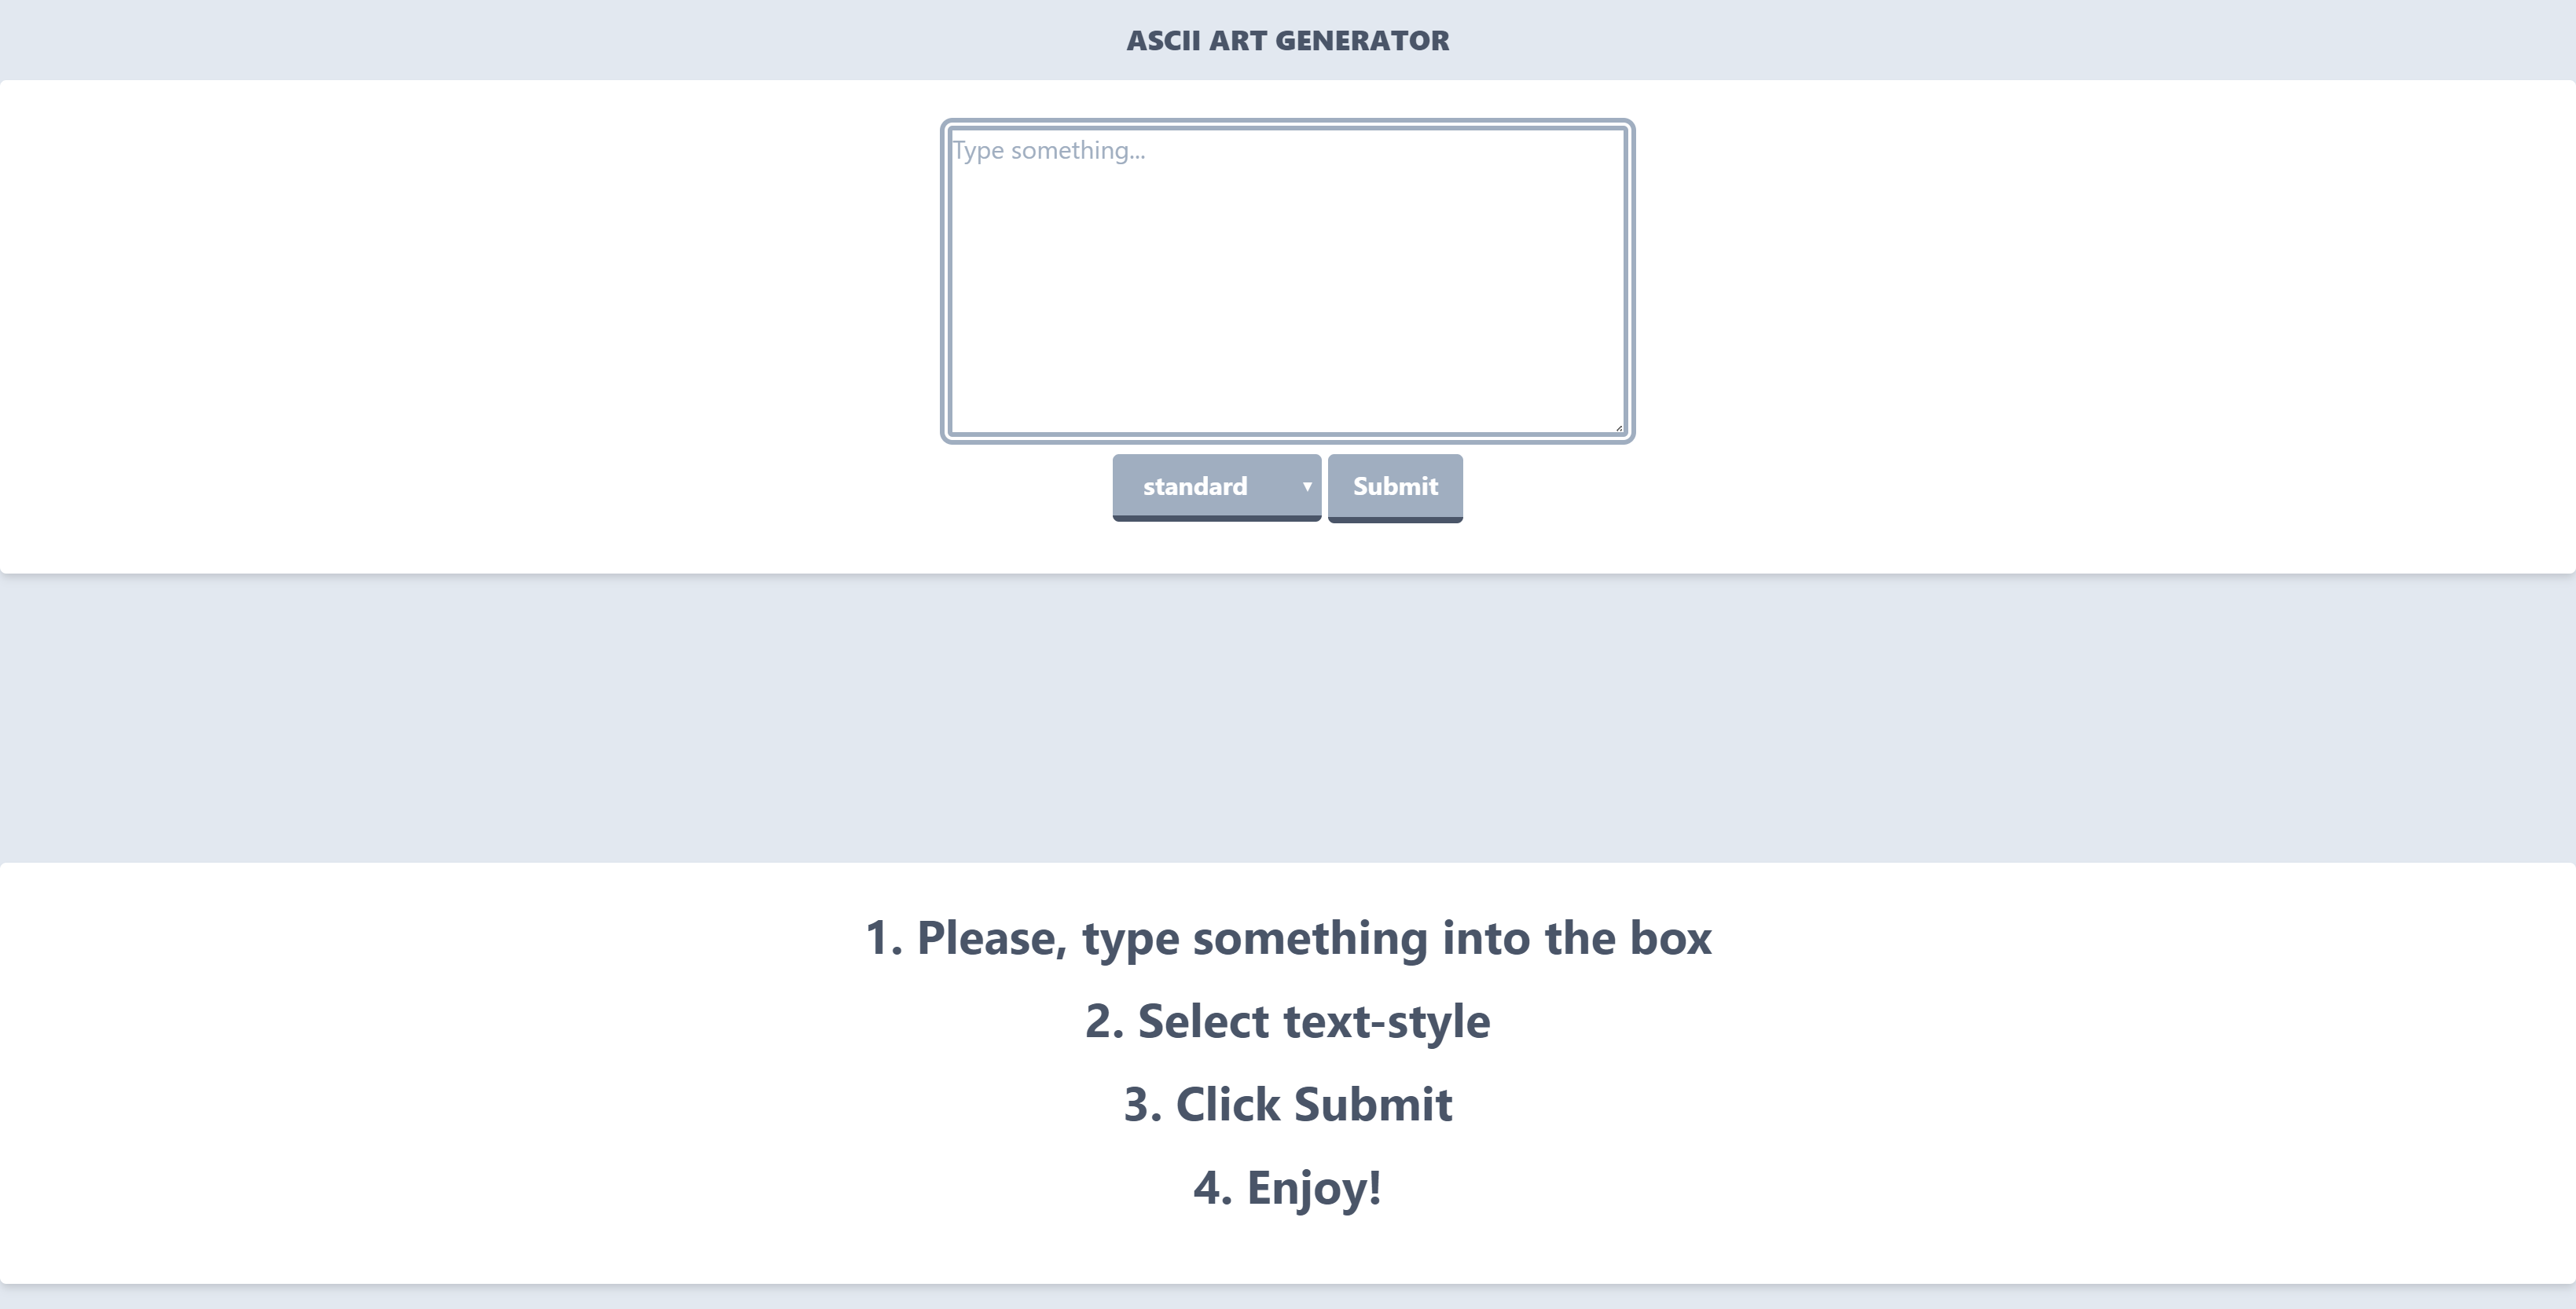 ASCII ART GENERATOR
Type something...
standard ▼ Submit
1. Please, type something into the box
2. Select text-style
3. Click Submit
4. Enjoy!